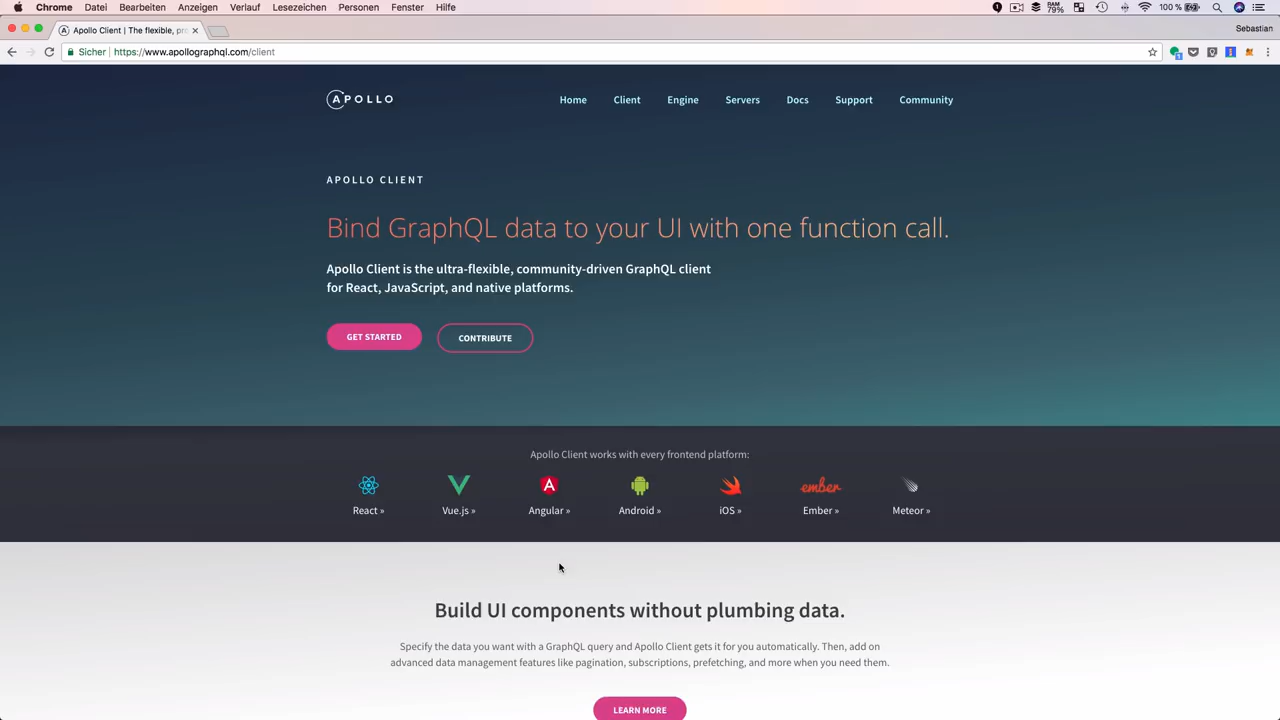 Chrome Datei Bearbeiten Anzeigen Verlauf Lesezeichen Personen Fenster Hilfe
RAM: 79% 100 %
Apollo Client | The flexible, pr
Sebastian
Sicher https://www.apollographql.com/client
APOLLO
Home Client Engine Servers Docs Support Community
APOLLO CLIENT
Bind GraphQL data to your UI with one function call.
Apollo Client is the ultra-flexible, community-driven GraphQL client
for React, JavaScript, and native platforms.
GET STARTED CONTRIBUTE
Apollo Client works with every frontend platform:
ember
React » Vue.js » Angular » Android » iOS » Ember » Meteor »
Build UI components without plumbing data.
Specify the data you want with a GraphQL query and Apollo Client gets it for you automatically. Then, add on
advanced data management features like pagination, subscriptions, prefetching, and more when you need them.
LEARN MORE